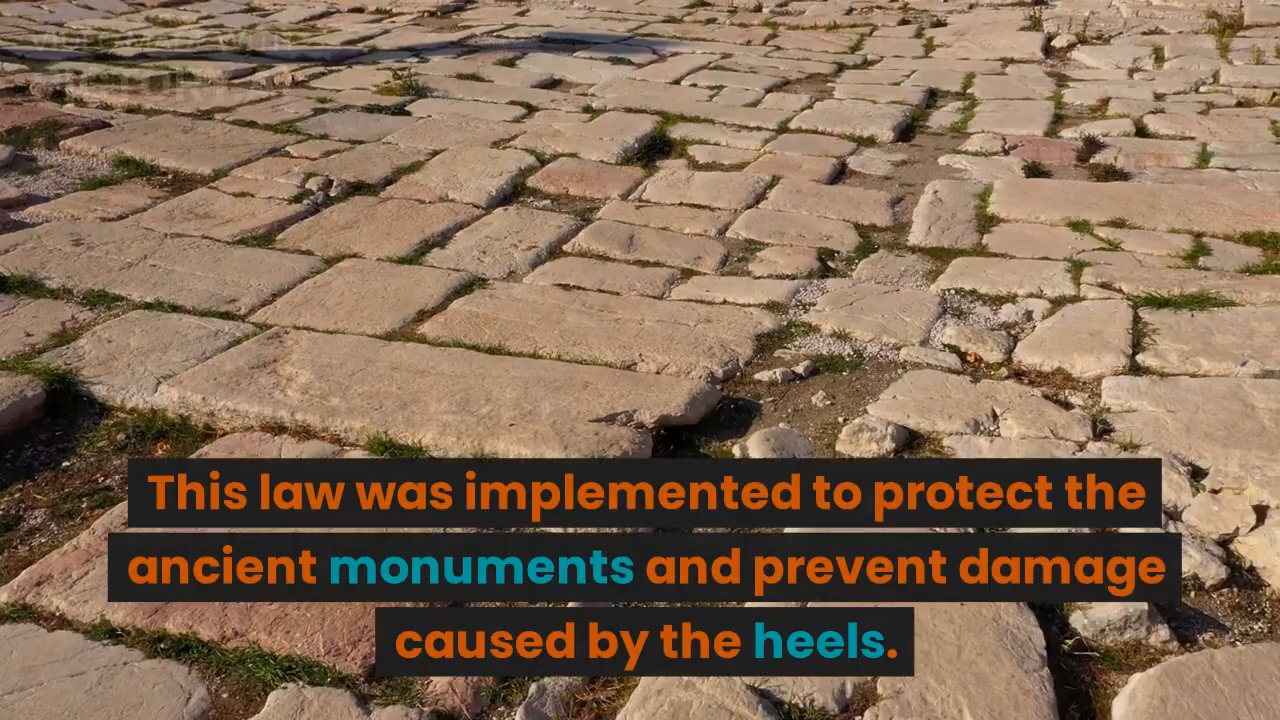 This law was implemented to protect the
ancient monuments and prevent damage
caused by the heels.